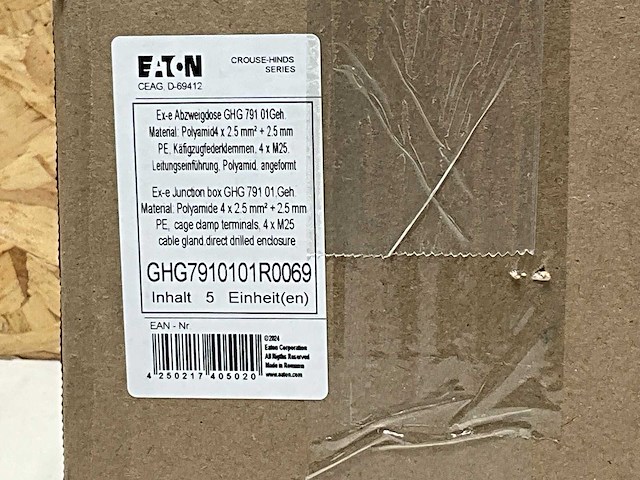 EATON
CROUSE-HINDS
SERIES
CEAG, D-69412
Ex-e Abzweigdose GHG 791 01Geh.
Material: Polyamid4 x 2.5 mm² + 2.5 mm
PE, Käfigzugfederklemmen, 4 x M25,
Leitungseinführung, Polyamid, angeformt
Ex-e Junction box GHG 791 01,Geh.
Material: Polyamide 4 x 2.5 mm² + 2.5 mm
PE, cage clamp terminals, 4 x M25
cable gland,direct drilled enclosure
GHG7910101R0069
Inhalt 5 Einheit(en)
EAN - Nr.
©2024
Eaton Corporation
All Rigths Reserved
Made in Romania
www.eaton.com
4 250217 405020